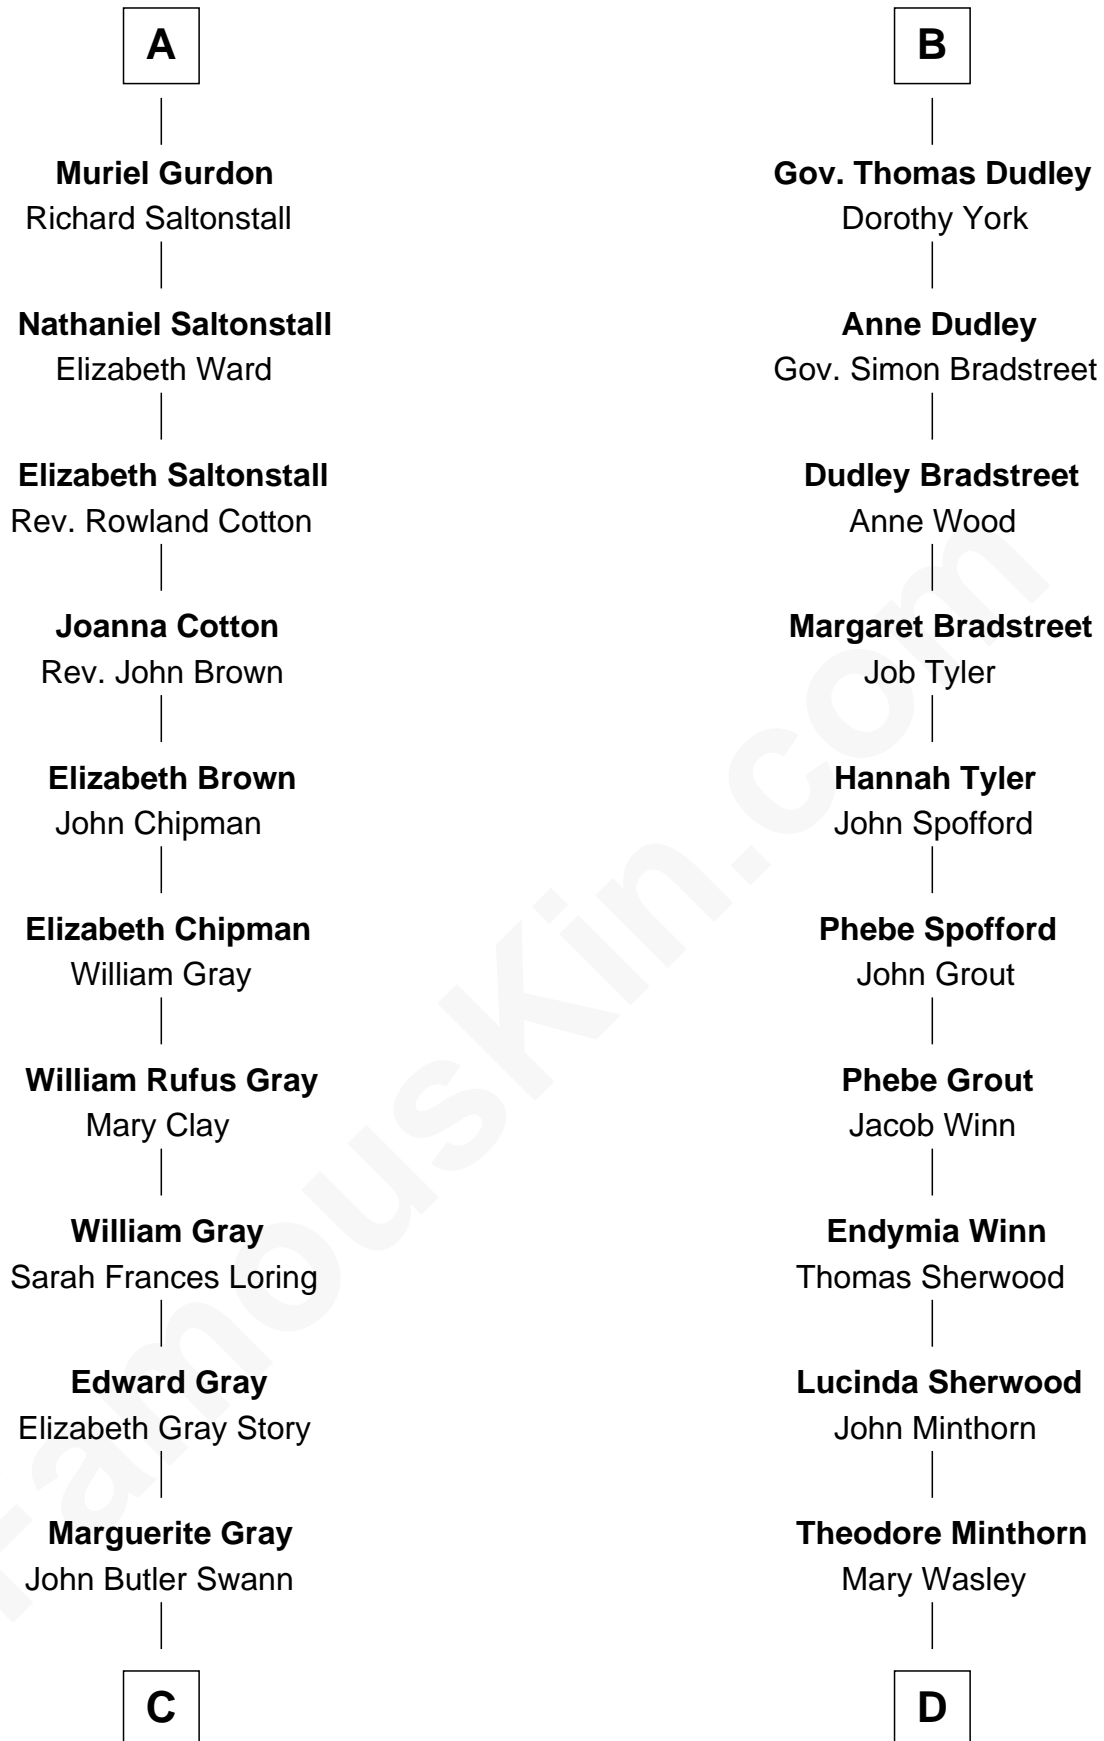 A
Muriel Gurdon
Richard Saltonstall
Nathaniel Saltonstall
Elizabeth Ward
Elizabeth Saltonstall
Rev. Rowland Cotton
Joanna Cotton
Rev. John Brown
Elizabeth Brown
John Chipman
Elizabeth Chipman
William Gray
William Rufus Gray
Mary Clay
William Gray
Sarah Frances Loring
Edward Gray
Elizabeth Gray Story
Marguerite Gray
John Butler Swann
C
B
Gov. Thomas Dudley
Dorothy York
Anne Dudley
Gov. Simon Bradstreet
Dudley Bradstreet
Anne Wood
Margaret Bradstreet
Job Tyler
Hannah Tyler
John Spofford
Phebe Spofford
John Grout
Phebe Grout
Jacob Winn
Endymia Winn
Thomas Sherwood
Lucinda Sherwood
John Minthorn
Theodore Minthorn
Mary Wasley
D
FamousKin.com